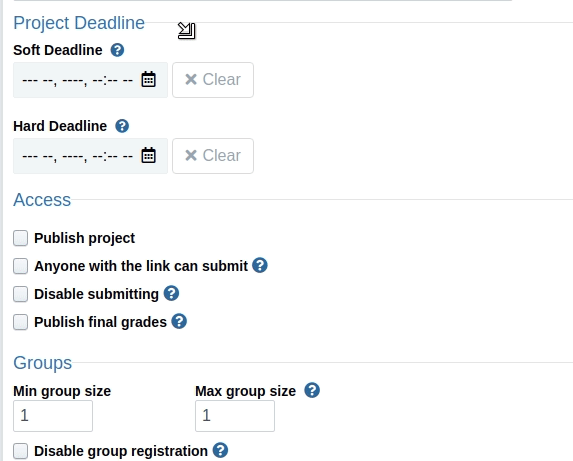 Project Deadline
Soft Deadline ?
--- --, ----, --:-- -- Clear
Hard Deadline ?
--- --, ----, --:-- -- Clear
Access
Publish project
Anyone with the link can submit ?
Disable submitting ?
Publish final grades ?
Groups
Min group size Max group size ?
1 1
Disable group registration ?